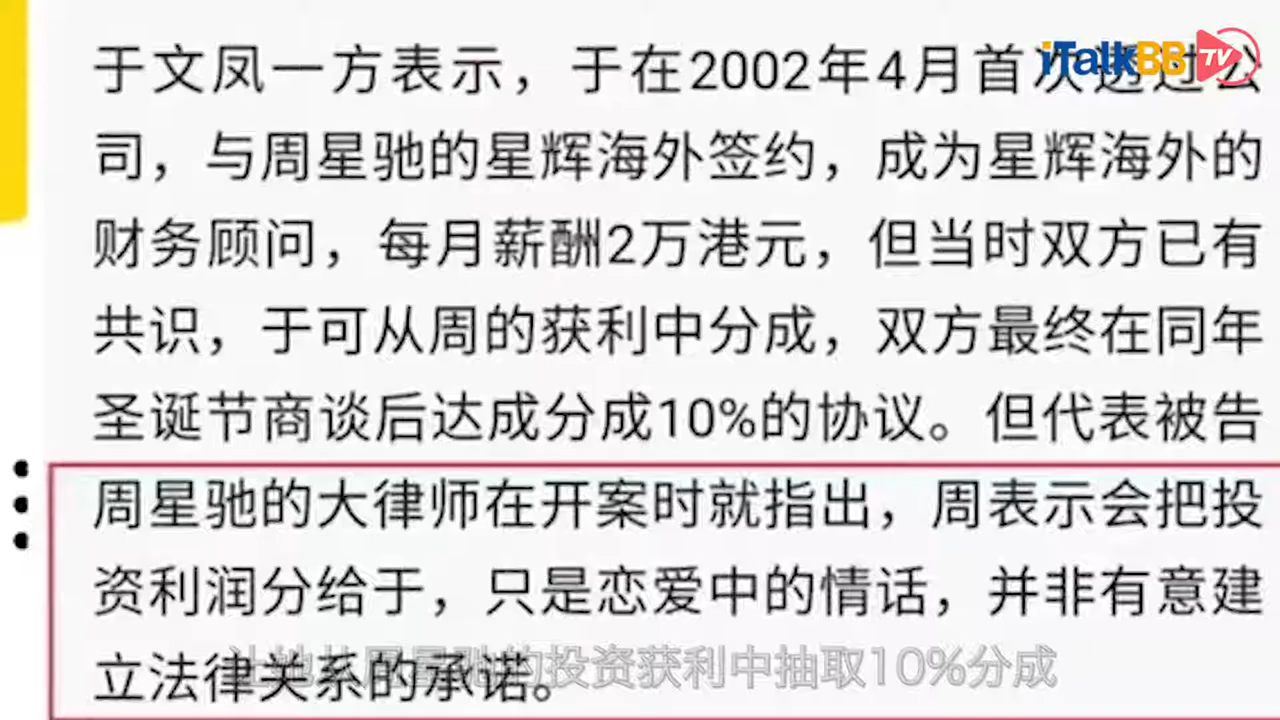 于文凤一方表示，于在2002年4月首次透过公
iTalkBB TV
司，与周星驰的星辉海外签约，成为星辉海外的
财务顾问，每月薪酬2万港元，但当时双方已有
共识，于可从周的获利中分成，双方最终在同年
圣诞节商谈后达成分成10%的协议。但代表被告
周星驰的大律师在开案时就指出，周表示会把投
资利润分给于，只是恋爱中的情话，并非有意建
立法律关系的承诺。
的投资获利中抽取10%分成